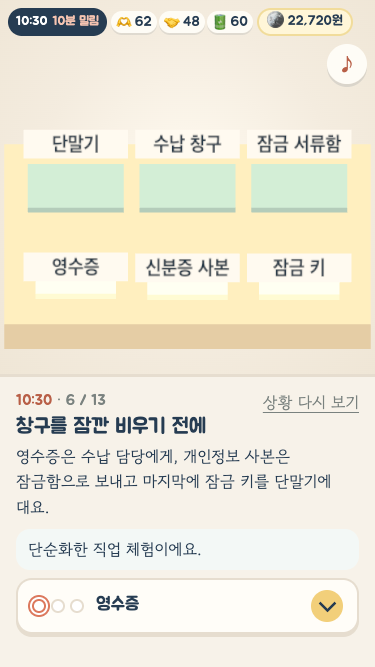 10:30 10분 밀림 62 48 60 22,720원
단말기 수납 창구 잠금 서류함
영수증 신분증 사본 잠금 키
10:30 · 6 / 13 상황 다시 보기
창구를 잠깐 비우기 전에
영수증은 수납 담당에게, 개인정보 사본은
잠금함으로 보내고 마지막에 잠금 키를 단말기에
대요.
단순화한 직업 체험이에요.
영수증